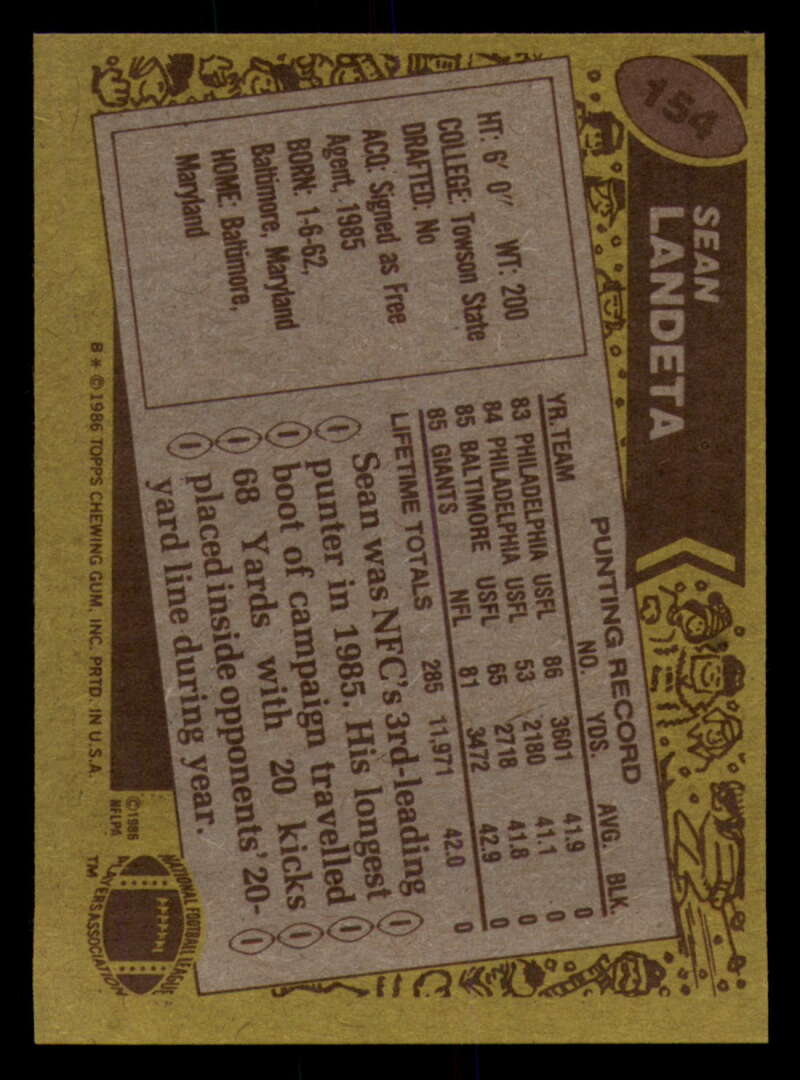 154
SEAN
LANDETA
HT: 6' 0" WT: 200
COLLEGE: Towson State
DRAFTED: No
ACQ: Signed as Free
Agent, 1985
BORN: 1-6-62,
Baltimore, Maryland
HOME: Baltimore,
Maryland
PUNTING RECORD
YR. TEAM NO. YDS. AVG. BLK.
83 PHILADELPHIA USFL 86 3601 41.9 0
84 PHILADELPHIA USFL 53 2180 41.1 0
85 BALTIMORE USFL 65 2718 41.8 0
85 GIANTS NFL 81 3472 42.9 0
LIFETIME TOTALS 285 11,971 42.0 0
Sean was NFC's 3rd-leading
punter in 1985. His longest
boot of campaign travelled
68 Yards with 20 kicks
placed inside opponents' 20-
yard line during year.
B * © 1986 TOPPS CHEWING GUM, INC. PRTD. IN U.S.A.
© 1986
NFLPA
NATIONAL FOOTBALL LEAGUE
PLAYERS ASSOCIATION
TM